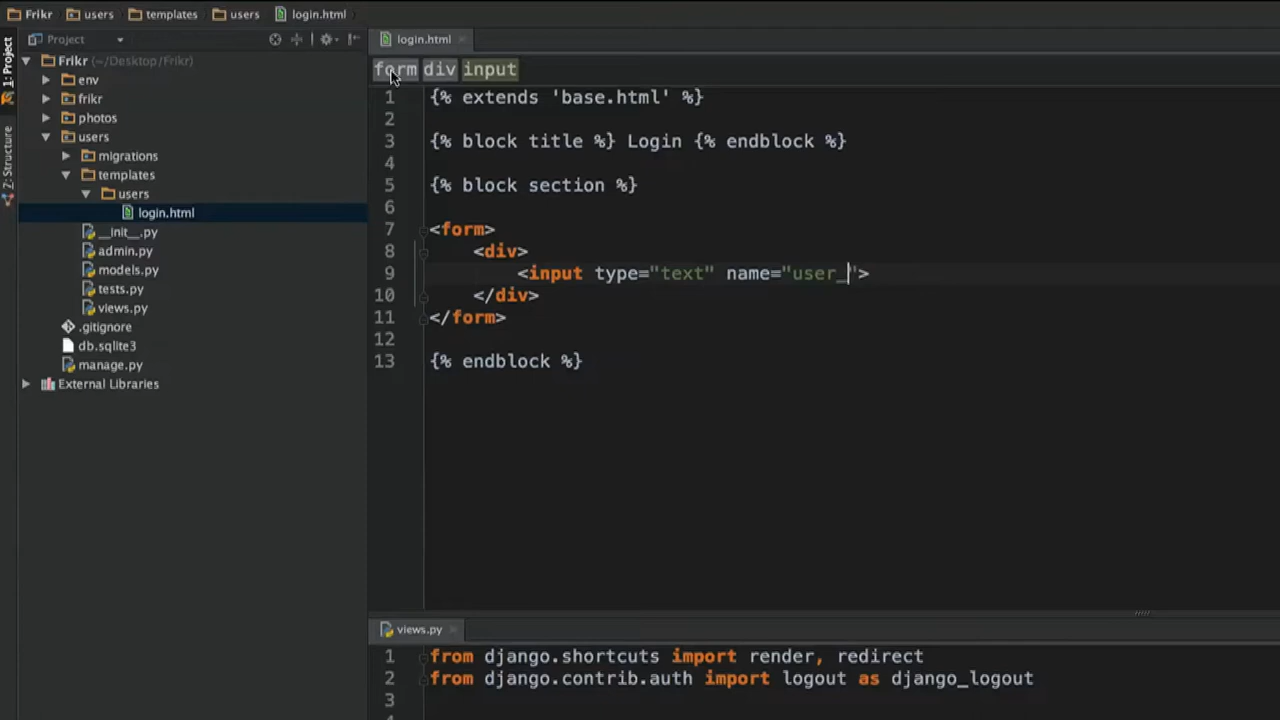 Frikr users templates users login.html
1: Project
Z: Structure
Project
Frikr (~/Desktop/Frikr)
env
frikr
photos
users
migrations
templates
users
login.html
__init__.py
admin.py
models.py
tests.py
views.py
.gitignore
db.sqlite3
manage.py
External Libraries
login.html
form div input
1 {% extends 'base.html' %}
2
3 {% block title %} Login {% endblock %}
4
5 {% block section %}
6
7 <form>
8 <div>
9 <input type="text" name="user_">
10 </div>
11 </form>
12
13 {% endblock %}
views.py
1 from django.shortcuts import render, redirect
2 from django.contrib.auth import logout as django_logout
3